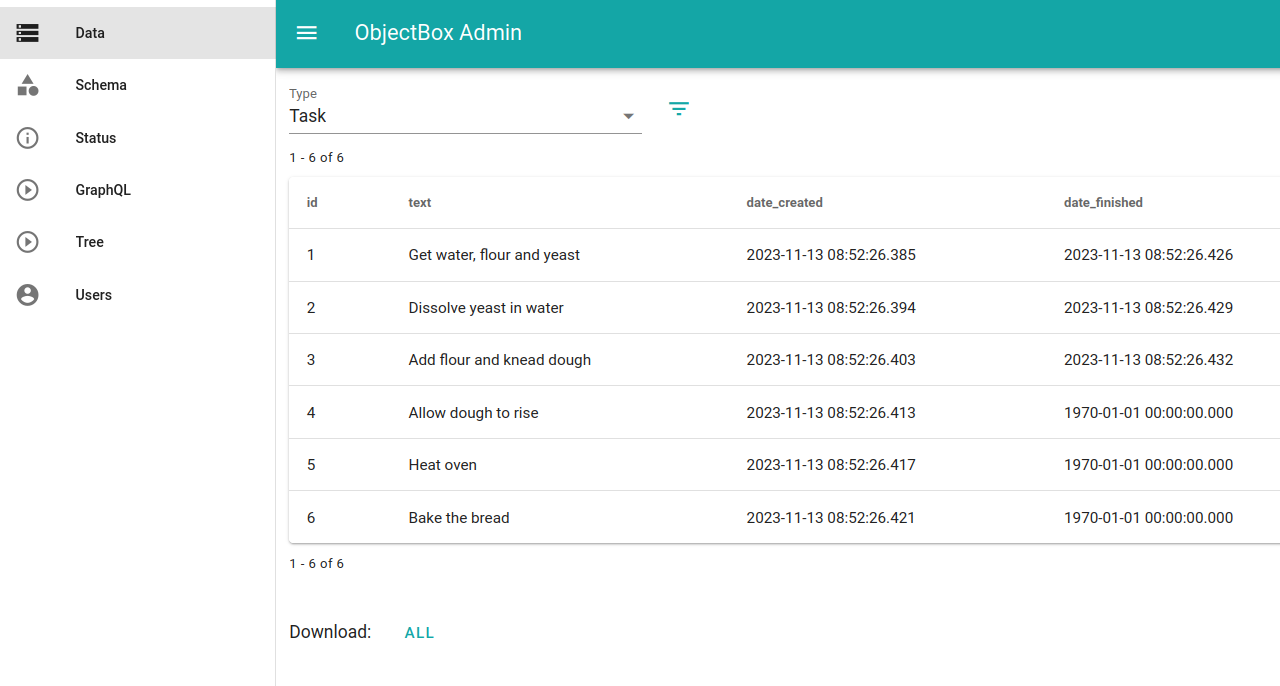 Data
Schema
Status
GraphQL
Tree
Users
ObjectBox Admin
Type
Task
1 - 6 of 6
id text date_created date_finished
1 Get water, flour and yeast 2023-11-13 08:52:26.385 2023-11-13 08:52:26.426
2 Dissolve yeast in water 2023-11-13 08:52:26.394 2023-11-13 08:52:26.429
3 Add flour and knead dough 2023-11-13 08:52:26.403 2023-11-13 08:52:26.432
4 Allow dough to rise 2023-11-13 08:52:26.413 1970-01-01 00:00:00.000
5 Heat oven 2023-11-13 08:52:26.417 1970-01-01 00:00:00.000
6 Bake the bread 2023-11-13 08:52:26.421 1970-01-01 00:00:00.000
1 - 6 of 6
Download: ALL